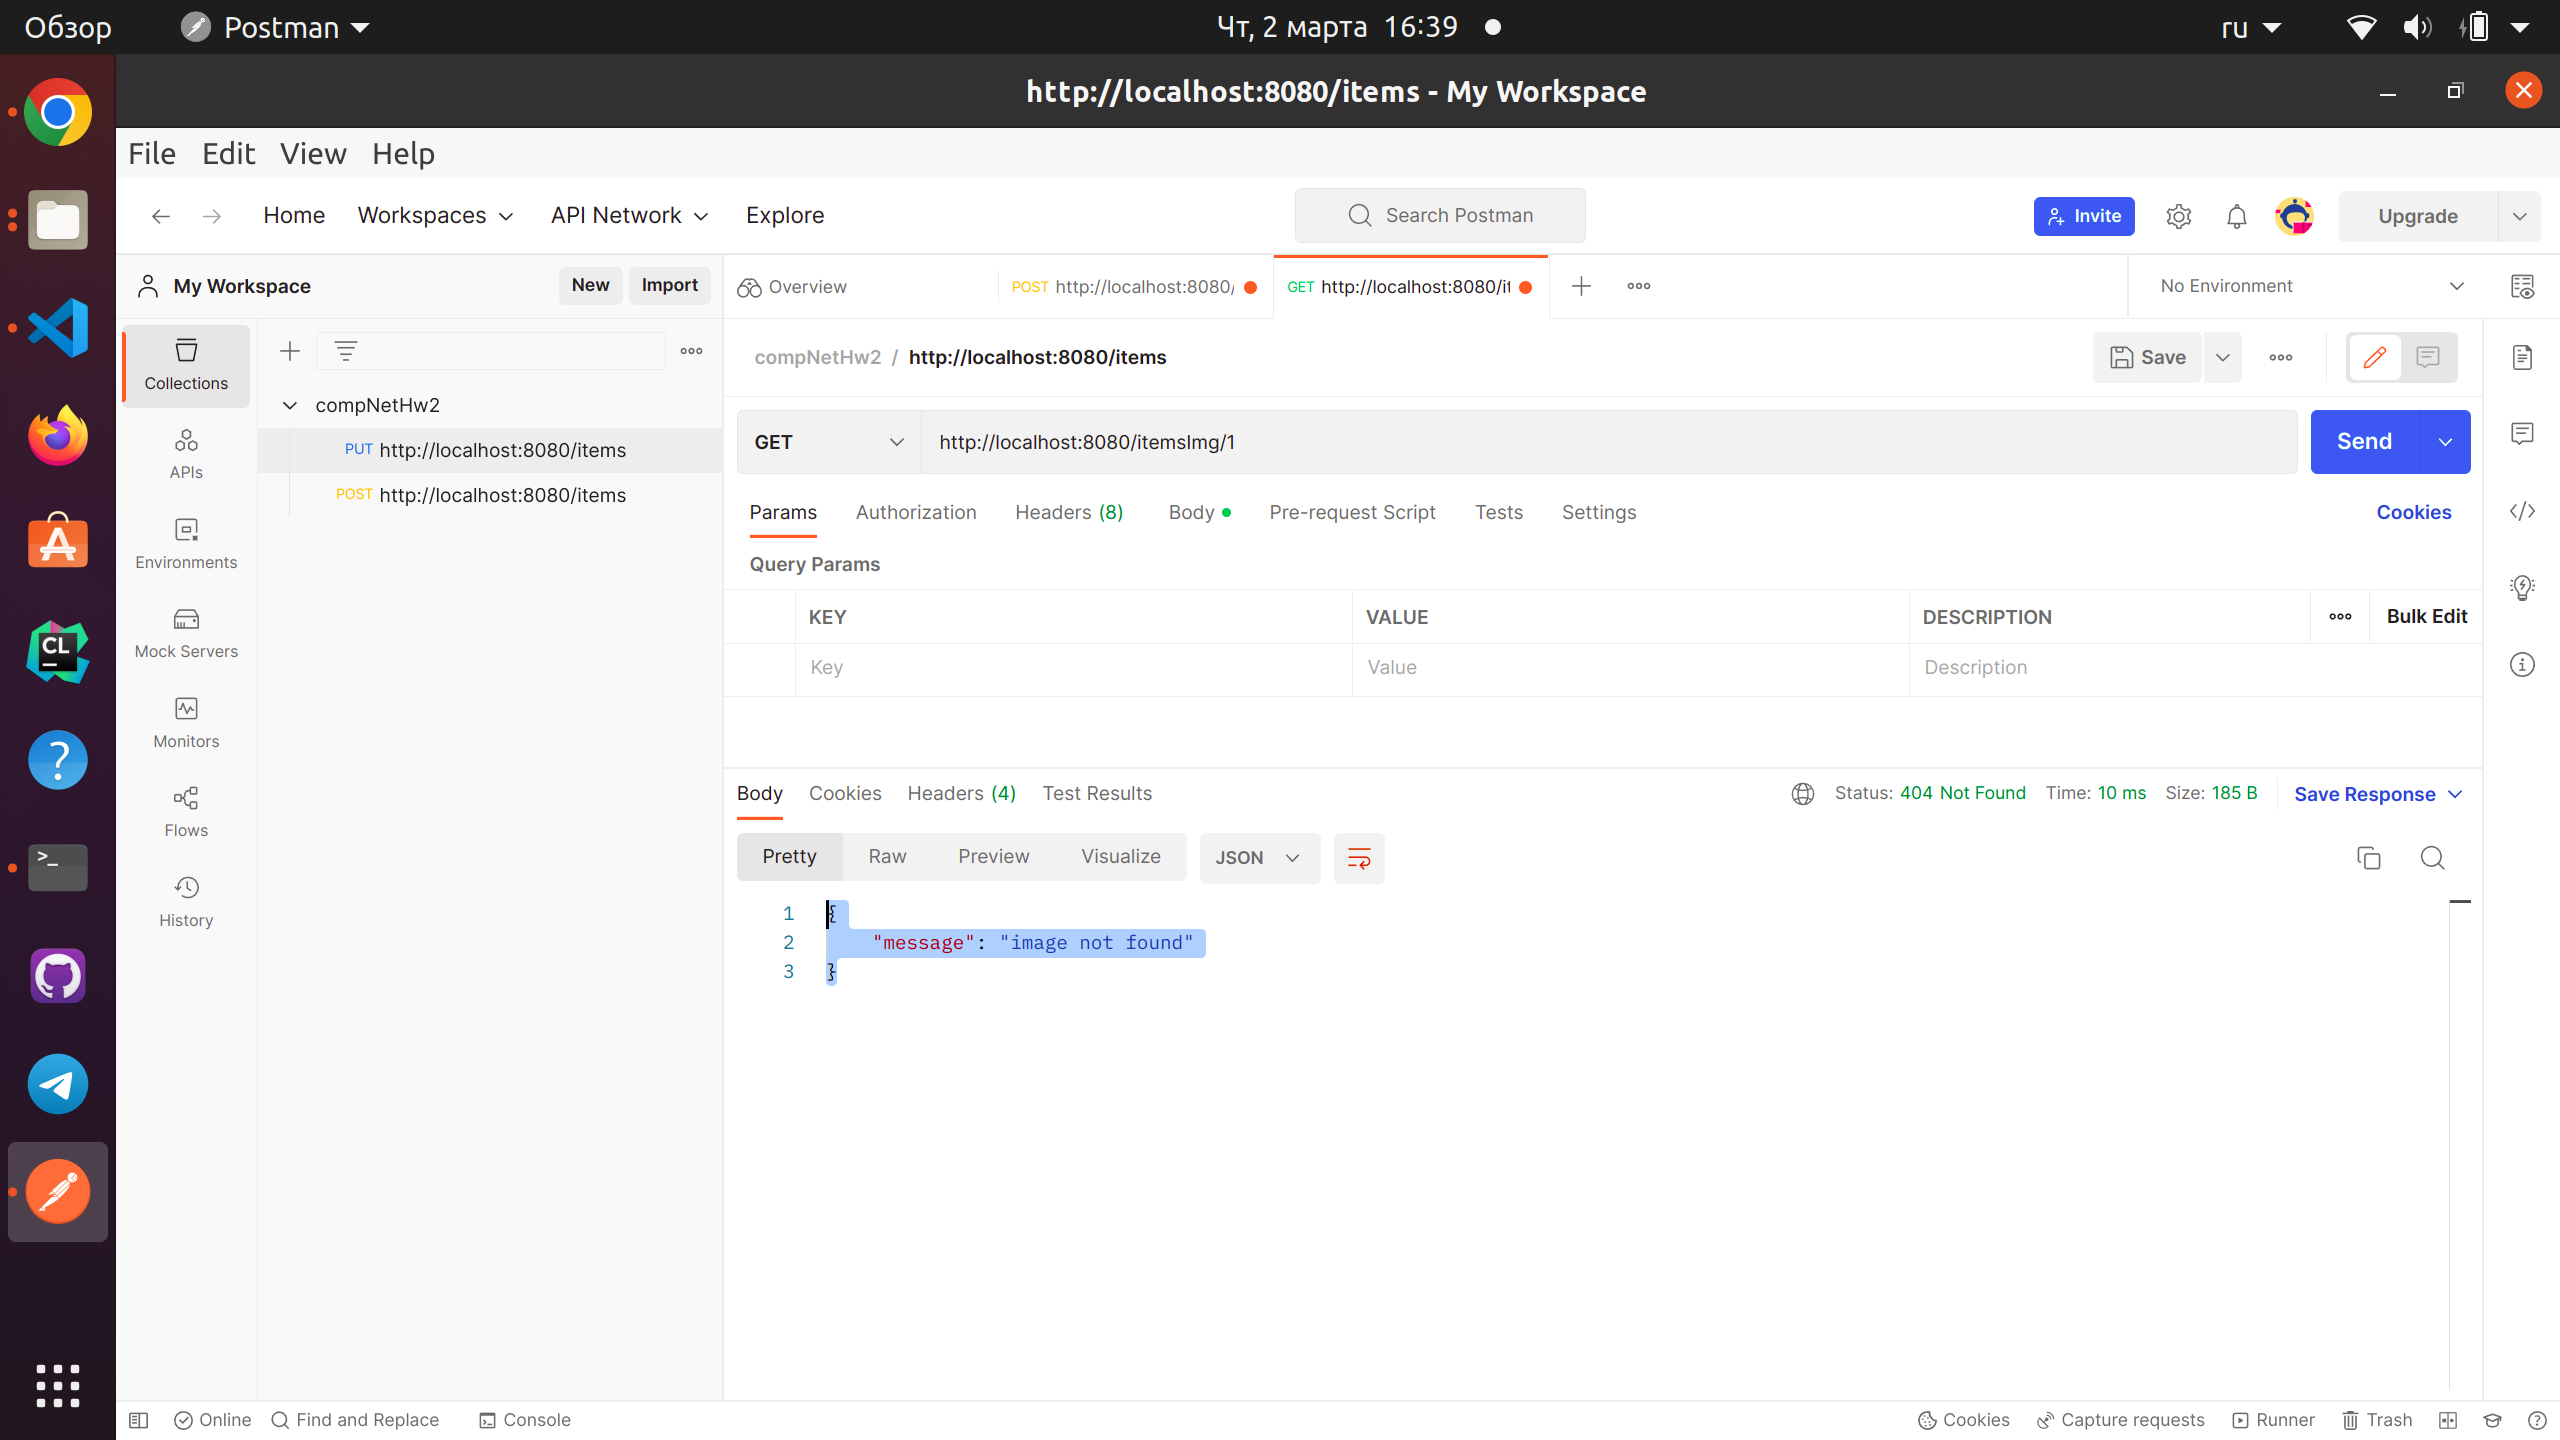 Обзор
Postman
Чт, 2 марта 16:39
ru
http://localhost:8080/items - My Workspace
File Edit View Help
Home Workspaces API Network Explore
Search Postman
Invite
Upgrade
My Workspace
New Import
Overview
POST http://localhost:8080/
GET http://localhost:8080/it
No Environment
Collections
APIs
Environments
Mock Servers
Monitors
Flows
History
compNetHw2
PUT http://localhost:8080/items
POST http://localhost:8080/items
compNetHw2 / http://localhost:8080/items
Save
GET
http://localhost:8080/itemsImg/1
Send
Params Authorization Headers (8) Body Pre-request Script Tests Settings
Cookies
Query Params
KEY VALUE DESCRIPTION
Bulk Edit
Key Value Description
Body Cookies Headers (4) Test Results
Status: 404 Not Found Time: 10 ms Size: 185 B
Save Response
Pretty Raw Preview Visualize
JSON
1 {
2 "message": "image not found"
3 }
CL
Online
Find and Replace
Console
Cookies
Capture requests
Runner
Trash